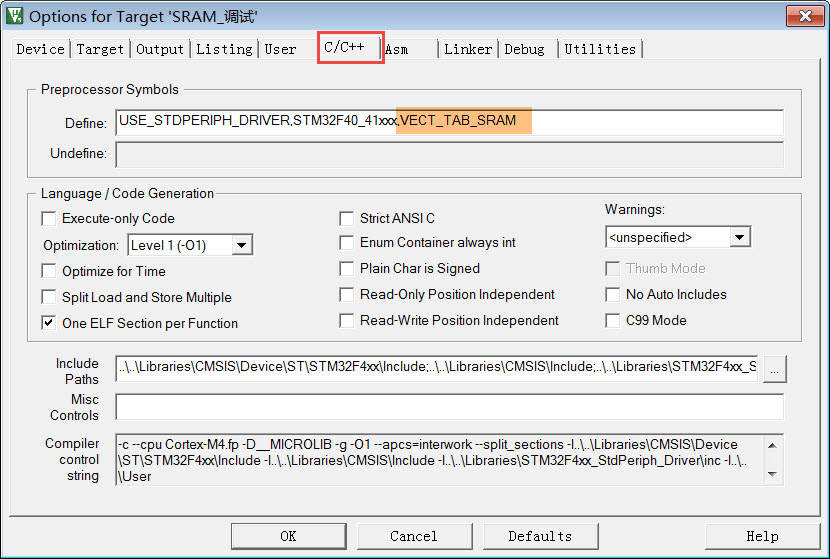 Options for Target 'SRAM_调试'
Device Target Output Listing User C/C++ Asm Linker Debug Utilities
Preprocessor Symbols
Define: USE_STDPERIPH_DRIVER,STM32F40_41xxx,VECT_TAB_SRAM
Undefine:
Language / Code Generation
Execute-only Code
Optimization: Level 1 (-O1)
Optimize for Time
Split Load and Store Multiple
One ELF Section per Function
Strict ANSI C
Enum Container always int
Plain Char is Signed
Read-Only Position Independent
Read-Write Position Independent
Warnings:
<unspecified>
Thumb Mode
No Auto Includes
C99 Mode
Include
Paths
..\..\Libraries\CMSIS\Device\ST\STM32F4xx\Include;..\..\Libraries\CMSIS\Include;..\..\Libraries\STM32F4xx_S
...
Misc
Controls
Compiler
control
string
-c --cpu Cortex-M4.fp -D__MICROLIB -g -O1 --apcs=interwork --split_sections -I..\..\Libraries\CMSIS\Device
\ST\STM32F4xx\Include -I..\..\Libraries\CMSIS\Include -I..\..\Libraries\STM32F4xx_StdPeriph_Driver\inc -I..\..
\User
OK Cancel Defaults Help